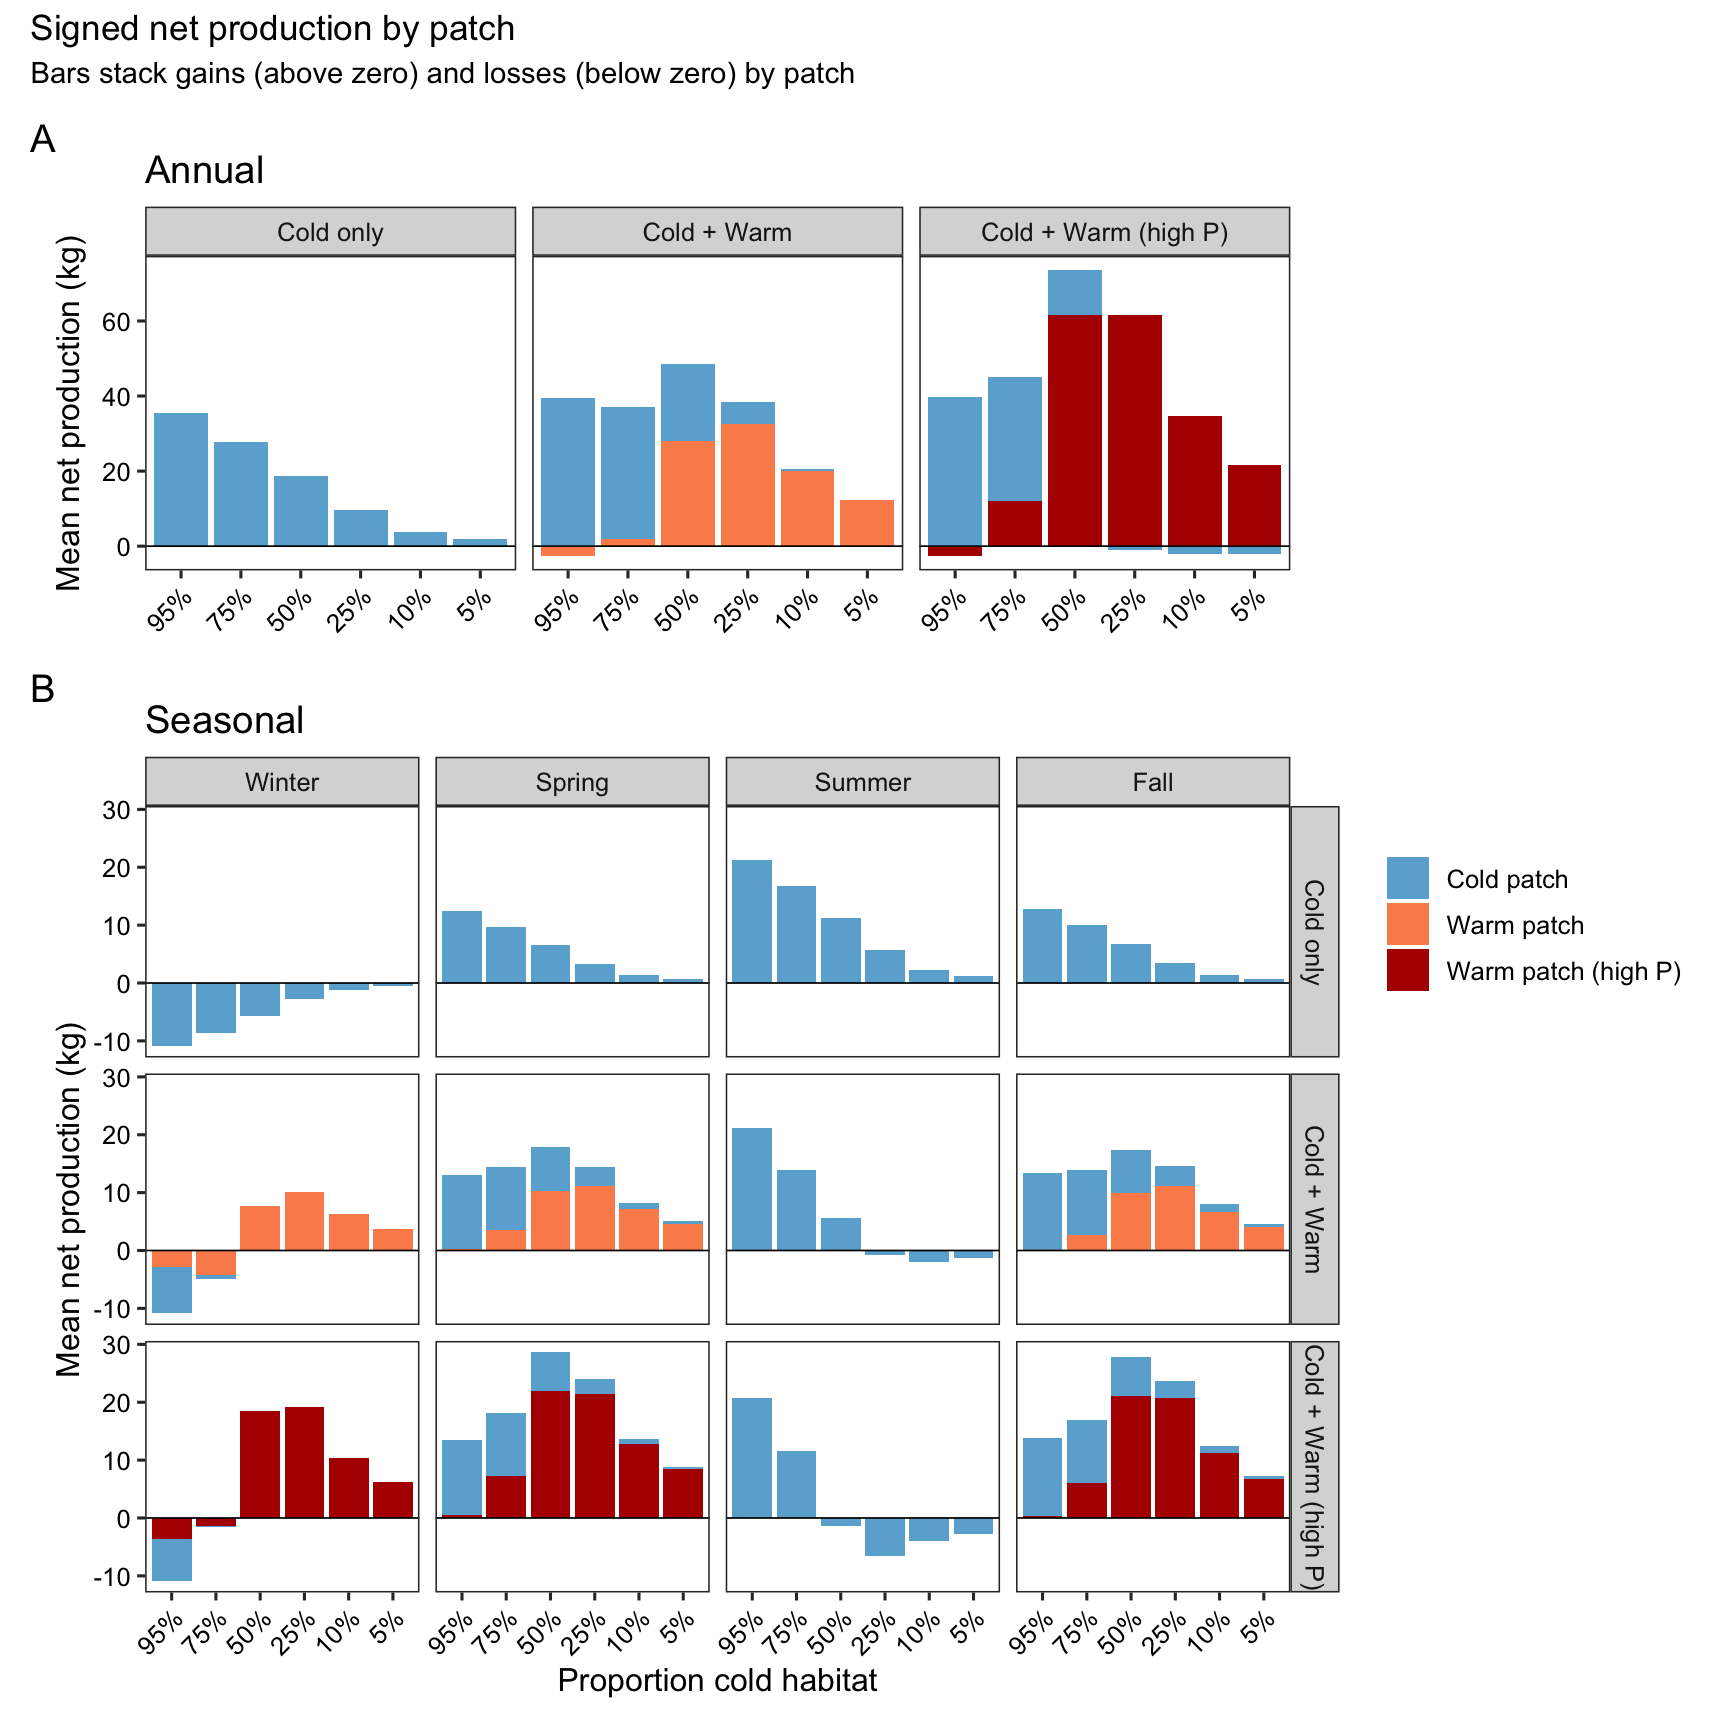 Signed net production by patch
Bars stack gains (above zero) and losses (below zero) by patch
A
Annual
Cold only
Cold + Warm
Cold + Warm (high P)
Mean net production (kg)
60
40
20
0
95% 75% 50% 25% 10% 5%
95% 75% 50% 25% 10% 5%
95% 75% 50% 25% 10% 5%
B
Seasonal
Winter
Spring
Summer
Fall
Mean net production (kg)
30
20
10
0
-10
Cold only
30
20
10
0
-10
Cold + Warm
30
20
10
0
-10
Cold + Warm (high P)
95% 75% 50% 25% 10% 5%
95% 75% 50% 25% 10% 5%
95% 75% 50% 25% 10% 5%
95% 75% 50% 25% 10% 5%
Proportion cold habitat
Cold patch
Warm patch
Warm patch (high P)